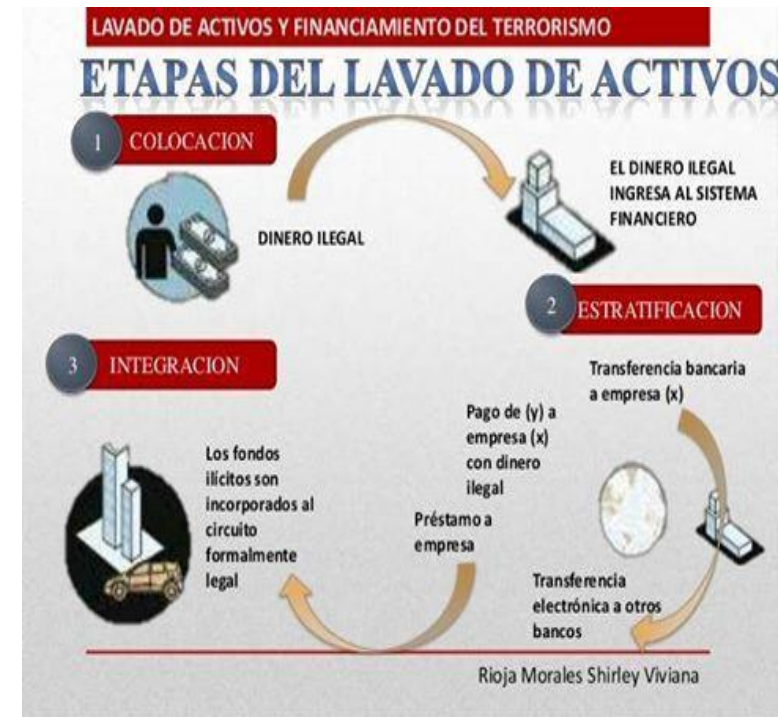 LAVADO DE ACTIVOS Y FINANCIAMIENTO DEL TERRORISMO
ETAPAS DEL LAVADO DE ACTIVOS
1 COLOCACION
DINERO ILEGAL
EL DINERO ILEGAL
INGRESA AL SISTEMA
FINANCIERO
2 ESTRATIFICACION
Transferencia bancaria
a empresa (x)
Transferencia
electrónica a otros
bancos
Pago de (y) a
empresa (x)
con dinero
ilegal
Préstamo a
empresa
3 INTEGRACION
Los fondos
ilícitos son
incorporados al
circuito
formalmente
legal
Rioja Morales Shirley Viviana